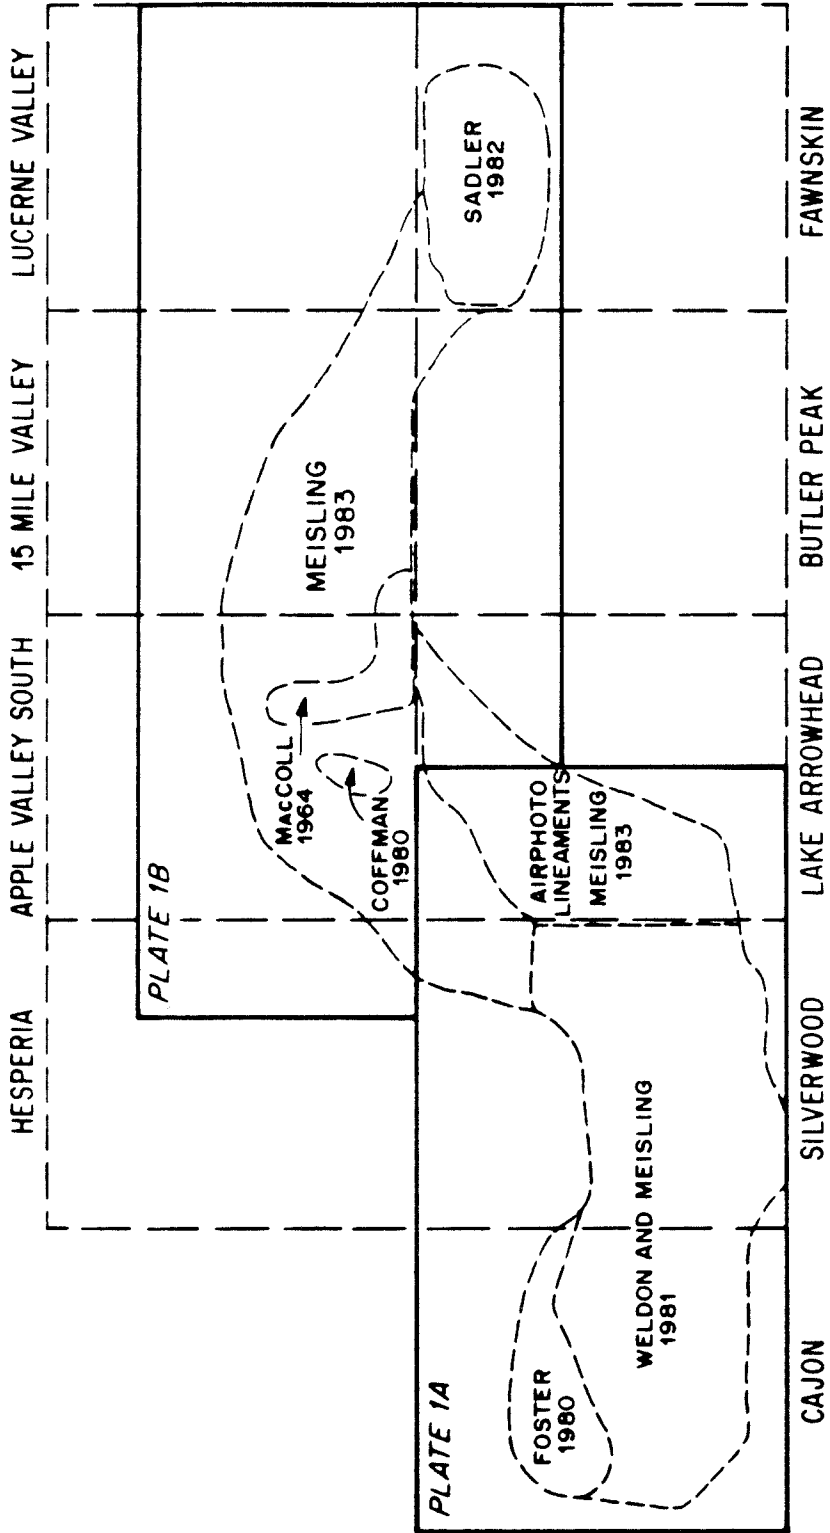 HESPERIA
APPLE VALLEY SOUTH
15 MILE VALLEY
LUCERNE VALLEY
PLATE 1B
MacCOLL
1964
COFFMAN
1980
MEISLING
1983
SADLER
1982
PLATE 1A
FOSTER
1980
WELDON AND MEISLING
1981
AIRPHOTO
LINEAMENTS
MEISLING
1983
CAJON
SILVERWOOD
LAKE ARROWHEAD
BUTLER PEAK
FAWNSKIN